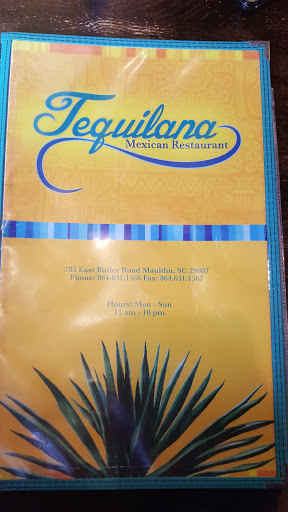 Tequilana
Mexican Restaurant
785 East Butler Road Mauldin, SC 29607
Phone: 864.631.1566 Fax: 864.631.1567
Hours: Mon - Sun
11 am - 10 pm